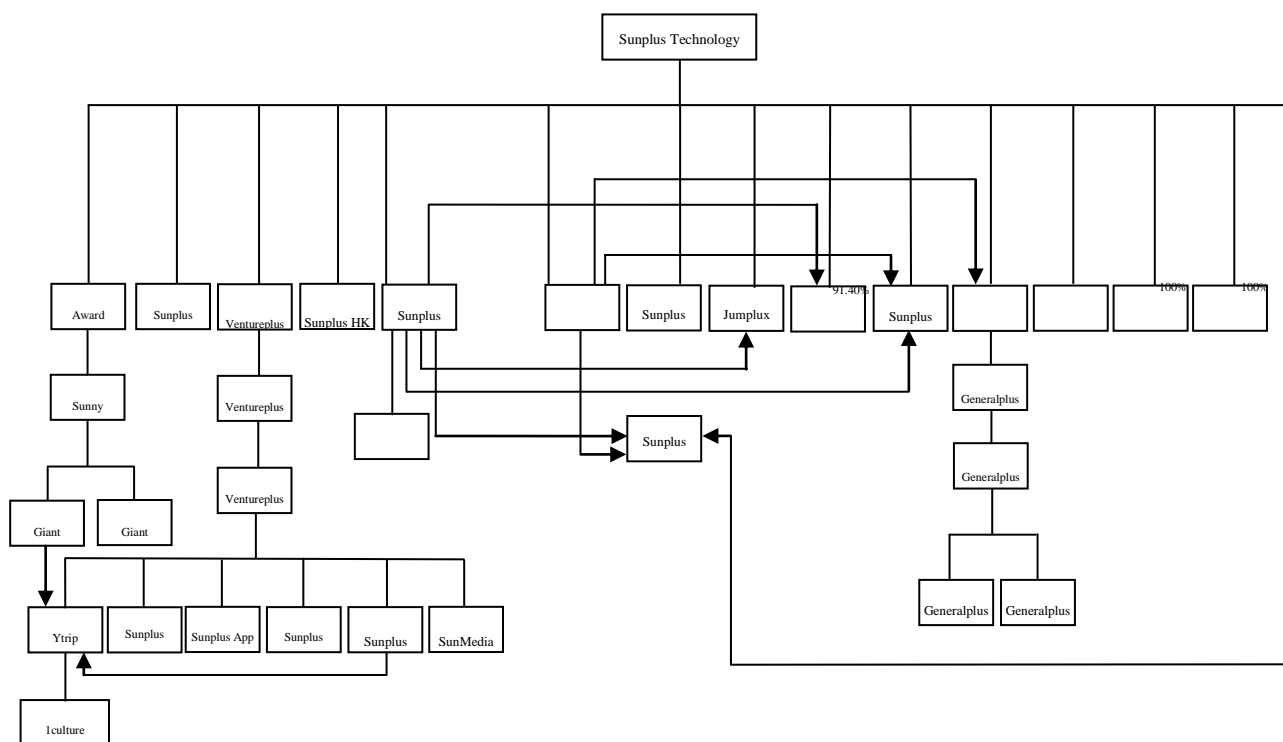 Sunplus Technology
91.40%
100%
100%
Award
Sunplus
Ventureplus
Sunplus HK
Sunplus
Sunplus
Jumplux
Sunplus
Sunny
Ventureplus
Generalplus
Sunplus
Generalplus
Ventureplus
Giant
Giant
Generalplus
Generalplus
Ytrip
Sunplus
Sunplus App
Sunplus
Sunplus
SunMedia
1culture